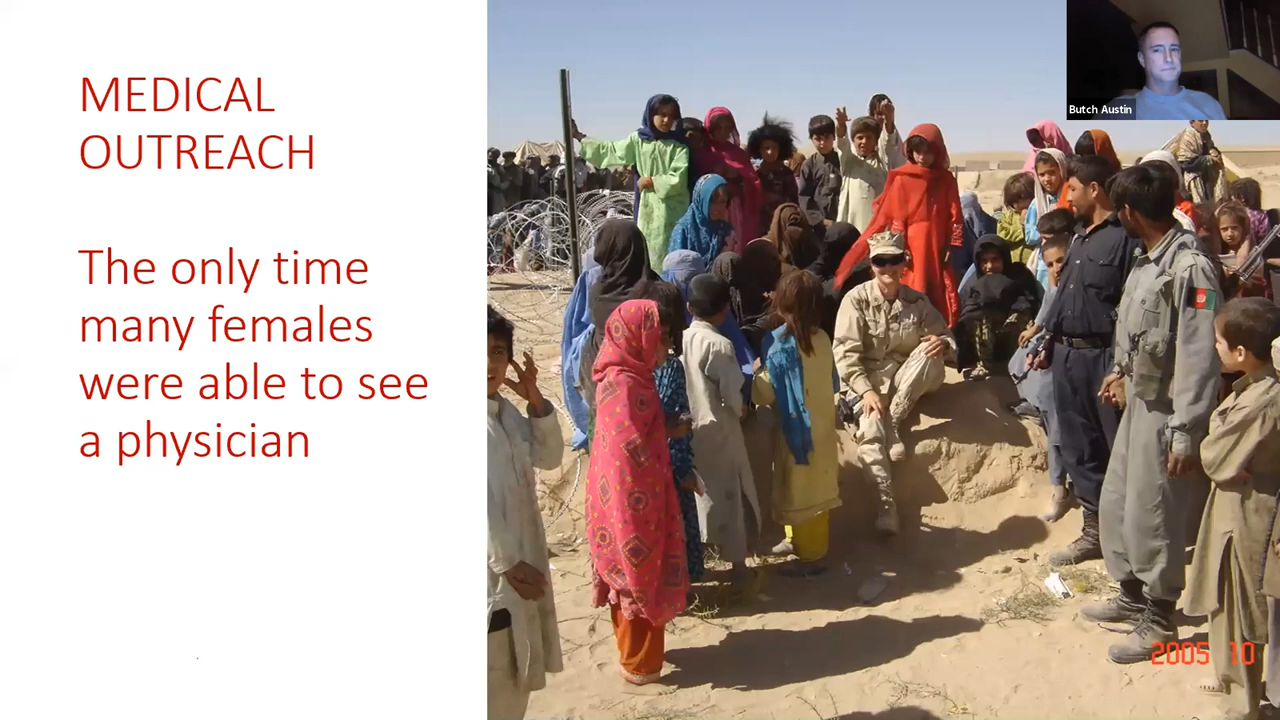 MEDICAL
OUTREACH
The only time
many females
were able to see
a physician
Butch Austin
2005 10